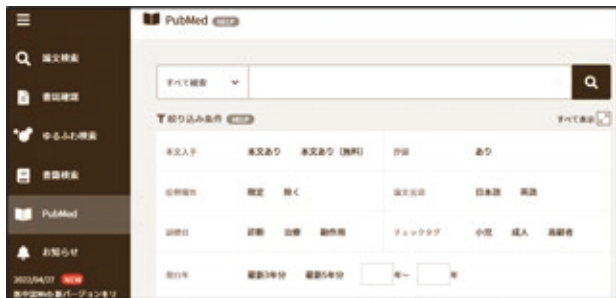 PubMed HELP
論文検索
すべて検索
書誌確認
絞り込み条件 HELP
すべて表示
ゆるふわ検索
本文入手 本文あり 本文あり (無料) 抄録 あり
書籍検索
症例報告 限定 除く 論文言語 日本語 英語
PubMed
診断 治療 副作用 チェックタグ 小児 成人 高齢者
お知らせ
発行年 最新3年分 最新5年分 年～ 年
2022/04/27 NEW
医中誌Web 新バージョンをリ